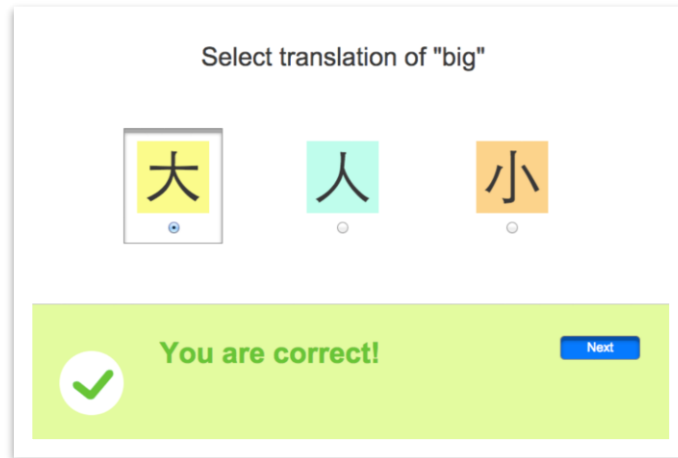 Select translation of "big"
大 人 小
You are correct!
Next